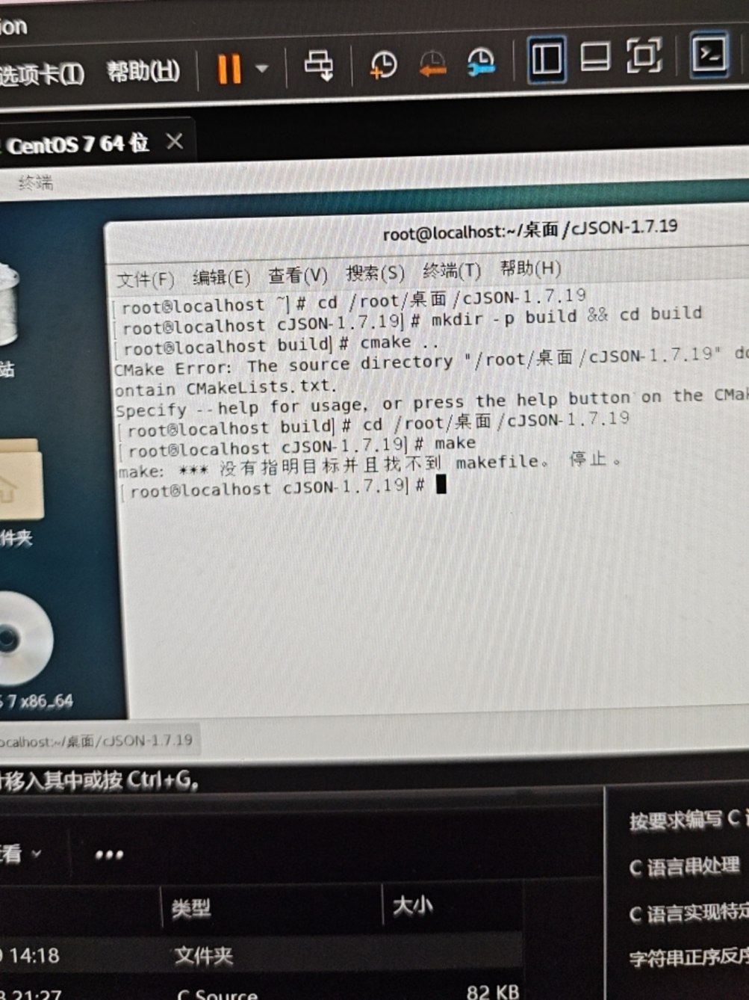 ion
选项卡(I) 帮助(H)
CentOS 7 64 位
终端
root@localhost:~/桌面/cJSON-1.7.19
文件(F) 编辑(E) 查看(V) 搜索(S) 终端(T) 帮助(H)
[root@localhost ~]# cd /root/桌面/cJSON-1.7.19
[root@localhost cJSON-1.7.19]# mkdir -p build && cd build
[root@localhost build]# cmake ..
CMake Error: The source directory "/root/桌面/cJSON-1.7.19" do
ontain CMakeLists.txt.
Specify --help for usage, or press the help button on the CMak
[root@localhost build]# cd /root/桌面/cJSON-1.7.19
[root@localhost cJSON-1.7.19]# make
make: *** 没有指明目标并且找不到 makefile。 停止。
[root@localhost cJSON-1.7.19]#
站
件夹
7 x86_64
ocalhost:~/桌面/cJSON-1.7.19
移入其中或按 Ctrl+G。
看
类型
大小
14:18
文件夹
21:27
C Source
82 KB
按要求编写 C
C 语言串处理
C 语言实现特定
字符串正序反序